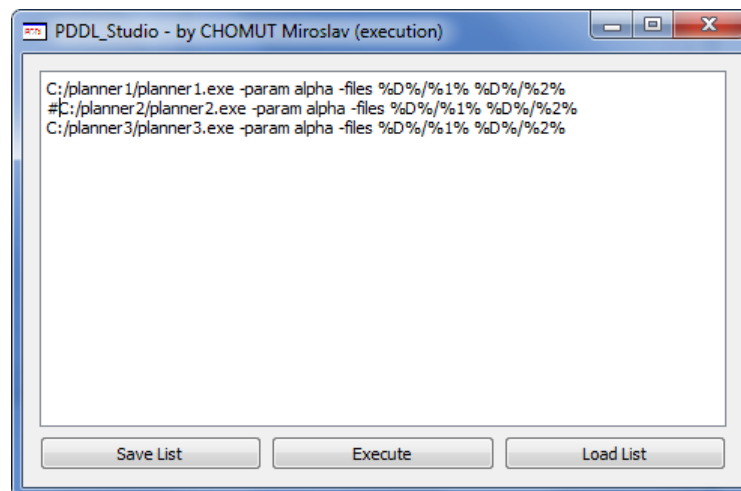 PDDL_Studio - by CHOMUT Miroslav (execution)
C:/planner1/planner1.exe -param alpha -files %D%/%1% %D%/%2%
#C:/planner2/planner2.exe -param alpha -files %D%/%1% %D%/%2%
C:/planner3/planner3.exe -param alpha -files %D%/%1% %D%/%2%
Save List Execute Load List